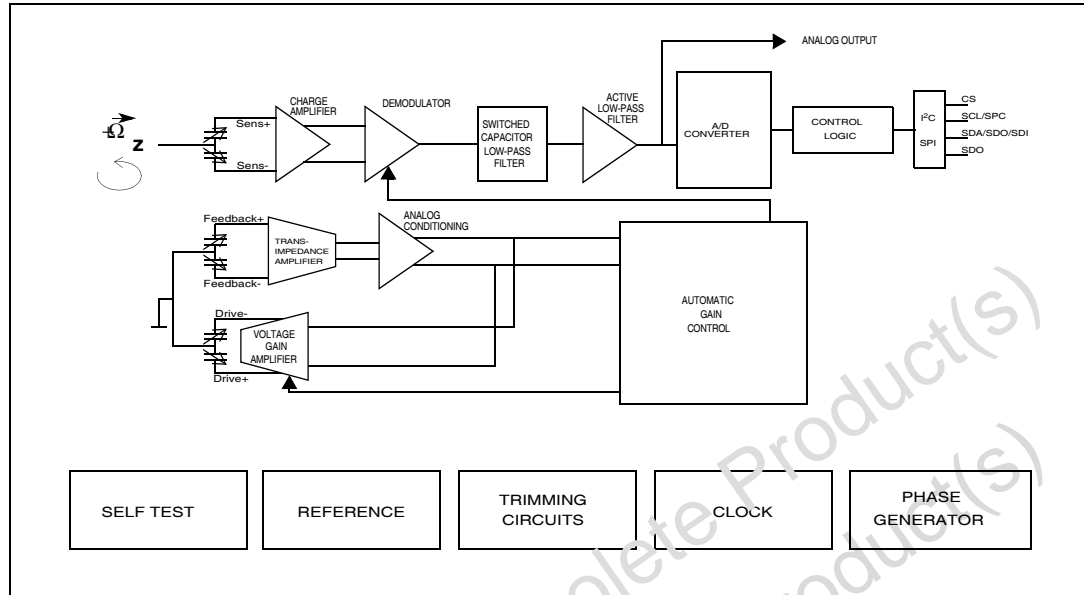 ANALOG OUTPUT
CHARGE
AMPLIFIER
DEMODULATOR
ACTIVE
LOW-PASS
FILTER
+Ω
Z
Sens+
Sens-
SWITCHED
CAPACITOR
LOW-PASS
FILTER
A/D
CONVERTER
CONTROL
LOGIC
I²C
SPI
CS
SCL/SPC
SDA/SDO/SDI
SDO
Feedback+
Feedback-
TRANS-
IMPEDANCE
AMPLIFIER
ANALOG
CONDITIONING
AUTOMATIC
GAIN
CONTROL
Drive-
Drive+
VOLTAGE
GAIN
AMPLIFIER
SELF TEST
REFERENCE
TRIMMING
CIRCUITS
CLOCK
PHASE
GENERATOR
Product(s)